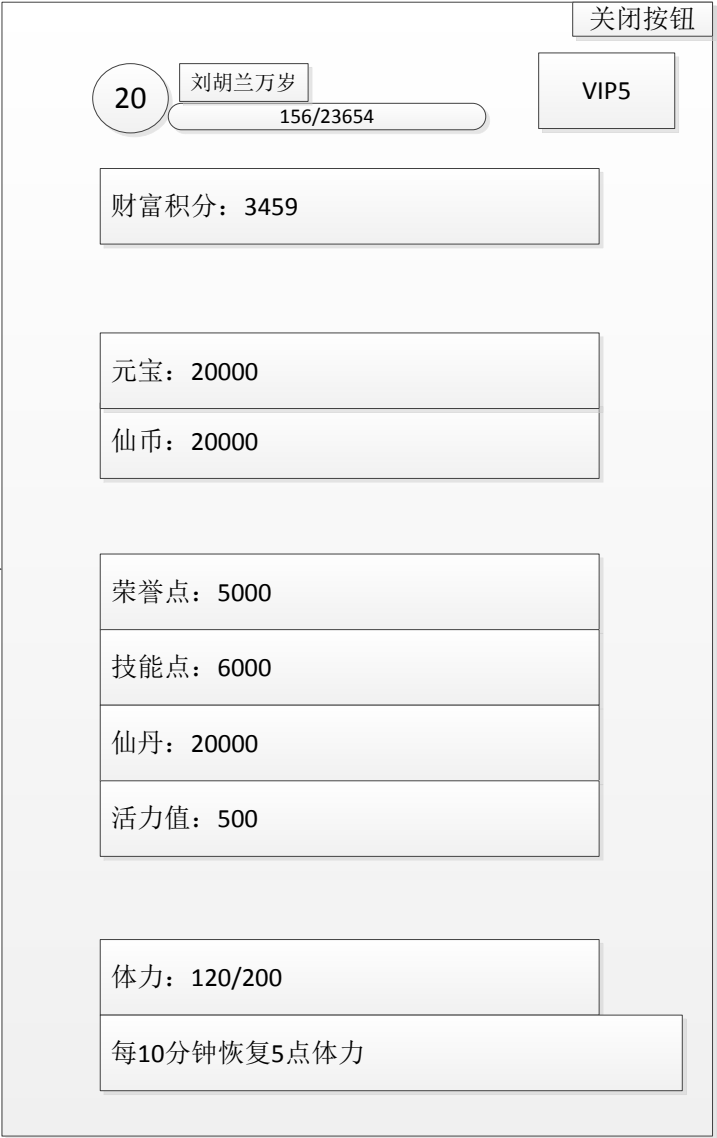 关闭按钮
20
刘胡兰万岁
156/23654
VIP5
财富积分：3459
元宝：20000
仙币：20000
荣誉点：5000
技能点：6000
仙丹：20000
活力值：500
体力：120/200
每10分钟恢复5点体力